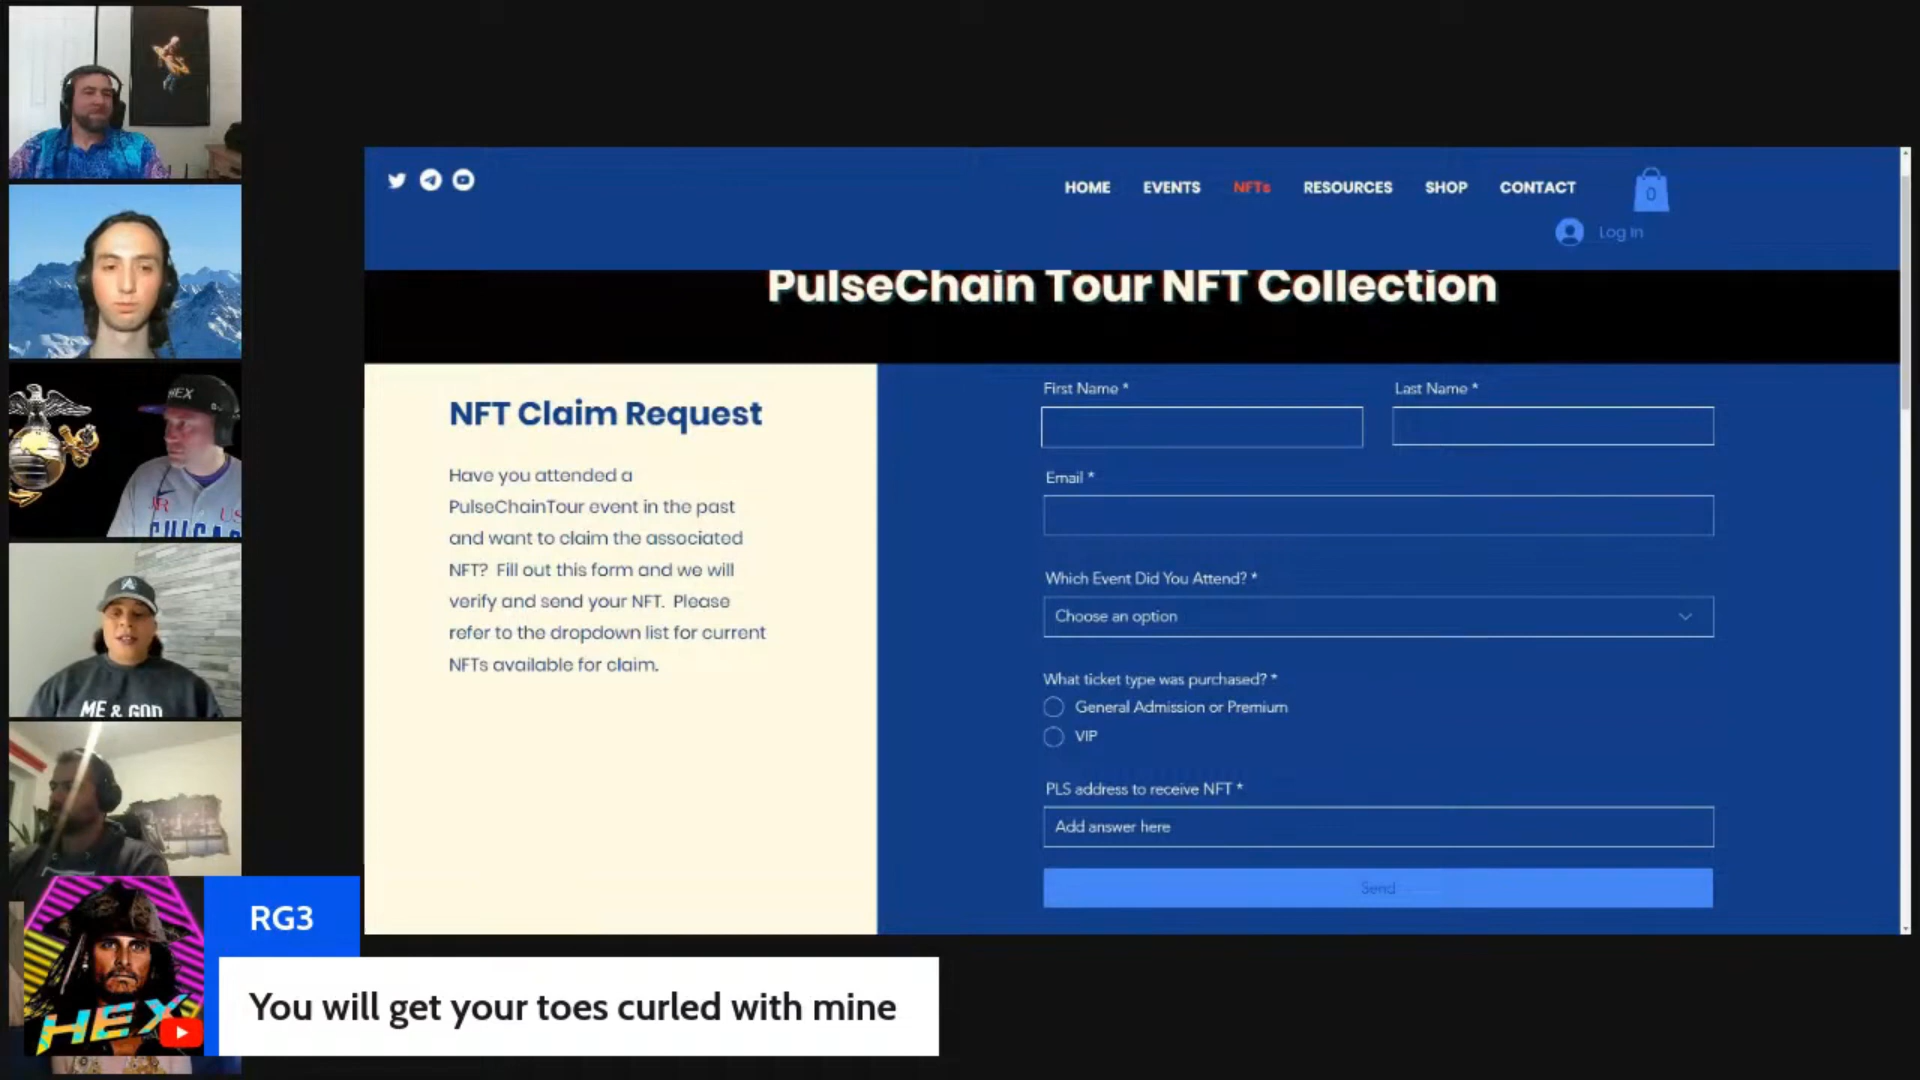 HOME EVENTS NFTs RESOURCES SHOP CONTACT
0
Log In
PulseChain Tour NFT Collection
NFT Claim Request
Have you attended a
PulseChainTour event in the past
and want to claim the associated
NFT? Fill out this form and we will
verify and send your NFT. Please
refer to the dropdown list for current
NFTs available for claim.
First Name *
Last Name *
Email *
Which Event Did You Attend? *
Choose an option
What ticket type was purchased? *
General Admission or Premium
VIP
PLS address to receive NFT *
Add answer here
Send
HEX
ME & GOD
HEX
RG3
You will get your toes curled with mine